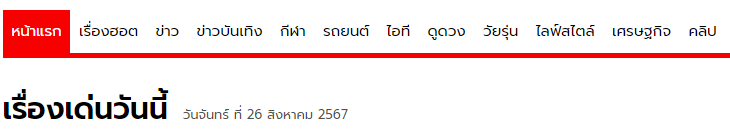 หน้าแรก เรื่องฮอต ข่าว ข่าวบันเทิง กีฬา รถยนต์ ไอที ดูดวง วัยรุ่น ไลฟ์สไตล์ เศรษฐกิจ คลิป
เรื่องเด่นวันนี้ วันจันทร์ ที่ 26 สิงหาคม 2567